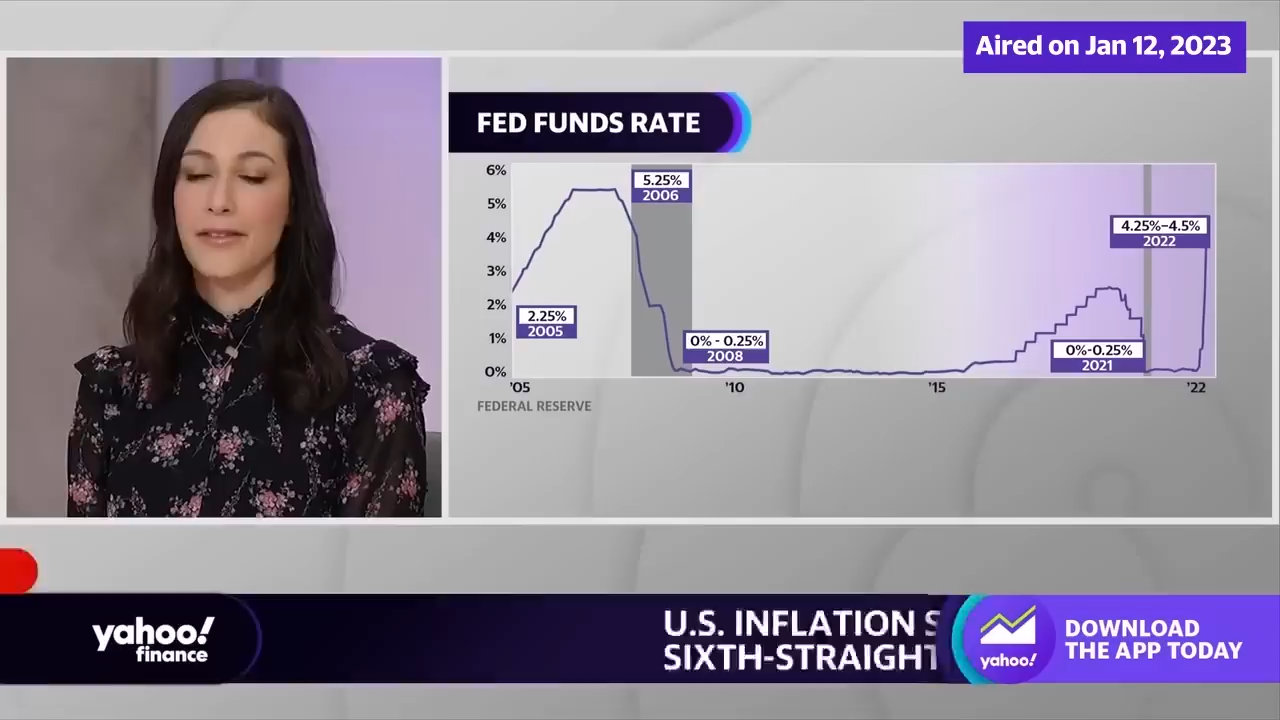 Aired on Jan 12, 2023
FED FUNDS RATE
6%
5%
4%
3%
2%
1%
0%
5.25%
2006
4.25%–4.5%
2022
2.25%
2005
0% - 0.25%
2008
0%-0.25%
2021
'05
'10
'15
'22
FEDERAL RESERVE
yahoo!
finance
U.S. INFLATION
SIXTH-STRAIGHT
yahoo!
DOWNLOAD
THE APP TODAY